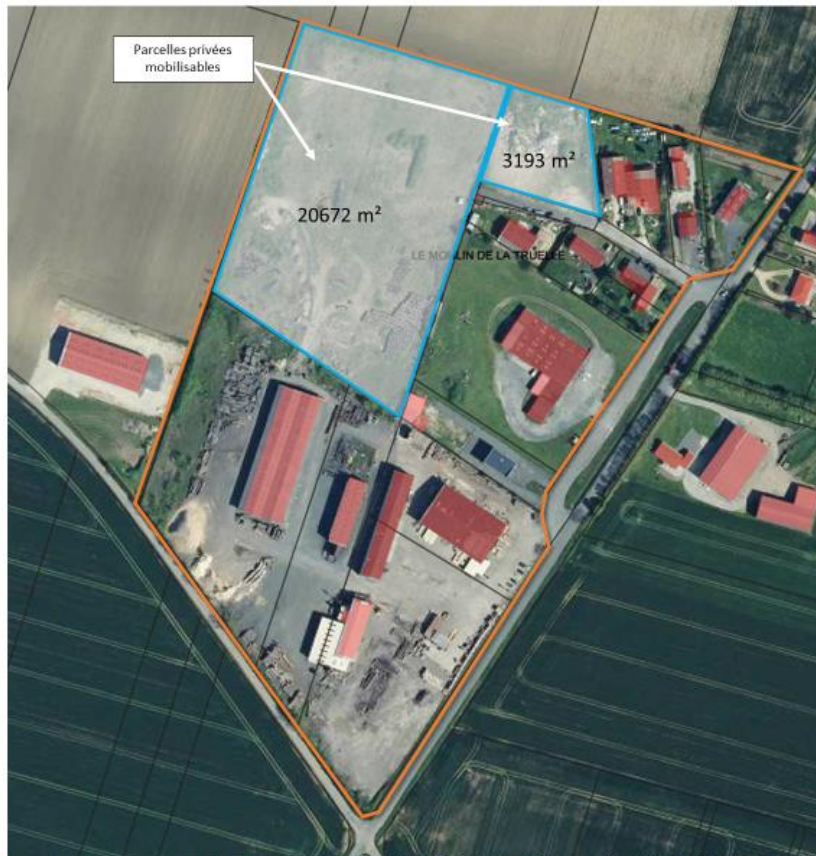 Parcelles privées
mobilisables
3193 m²
20672 m²
LE MOULIN DE LA TRUELLE